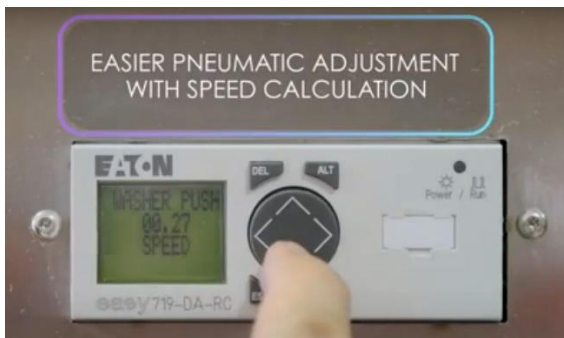 EASIER PNEUMATIC ADJUSTMENT
WITH SPEED CALCULATION
EATON
DEL
ALT
WASHER PUSH
00.27
SPEED
Power / Run
easy 719-DA-RC